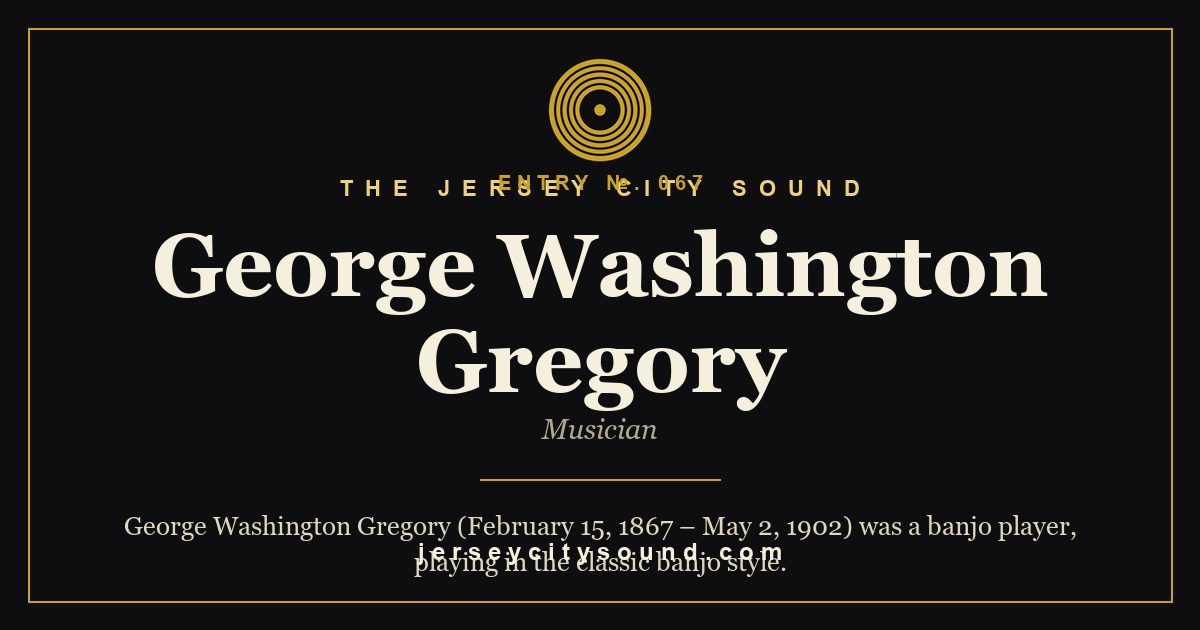 ENTRY №. 067
THE JERSEY CITY SOUND
George Washington
Gregory
Musician
George Washington Gregory (February 15, 1867 – May 2, 1902) was a banjo player,
jerseycitysound.com
playing in the classic banjo style.